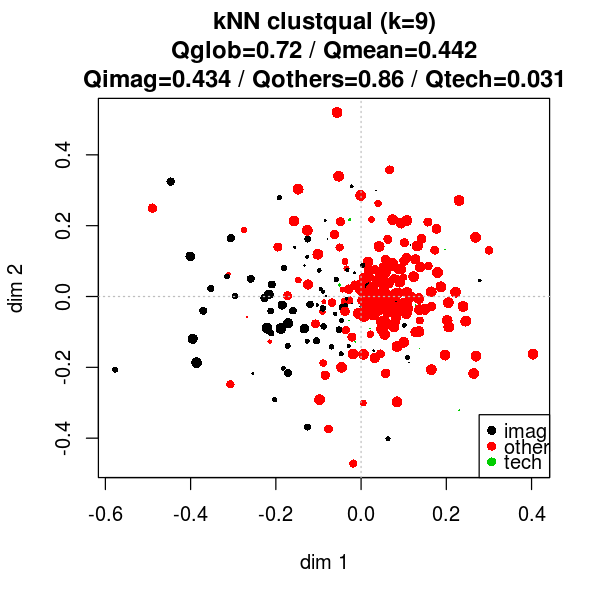 kNN clustqual (k=9)
Qglob=0.72 / Qmean=0.442
Qimag=0.434 / Qothers=0.86 / Qtech=0.031
0.4
0.2
0.0
-0.2
-0.4
dim 2
imag
other
tech
-0.6
-0.4
-0.2
0.0
0.2
0.4
dim 1